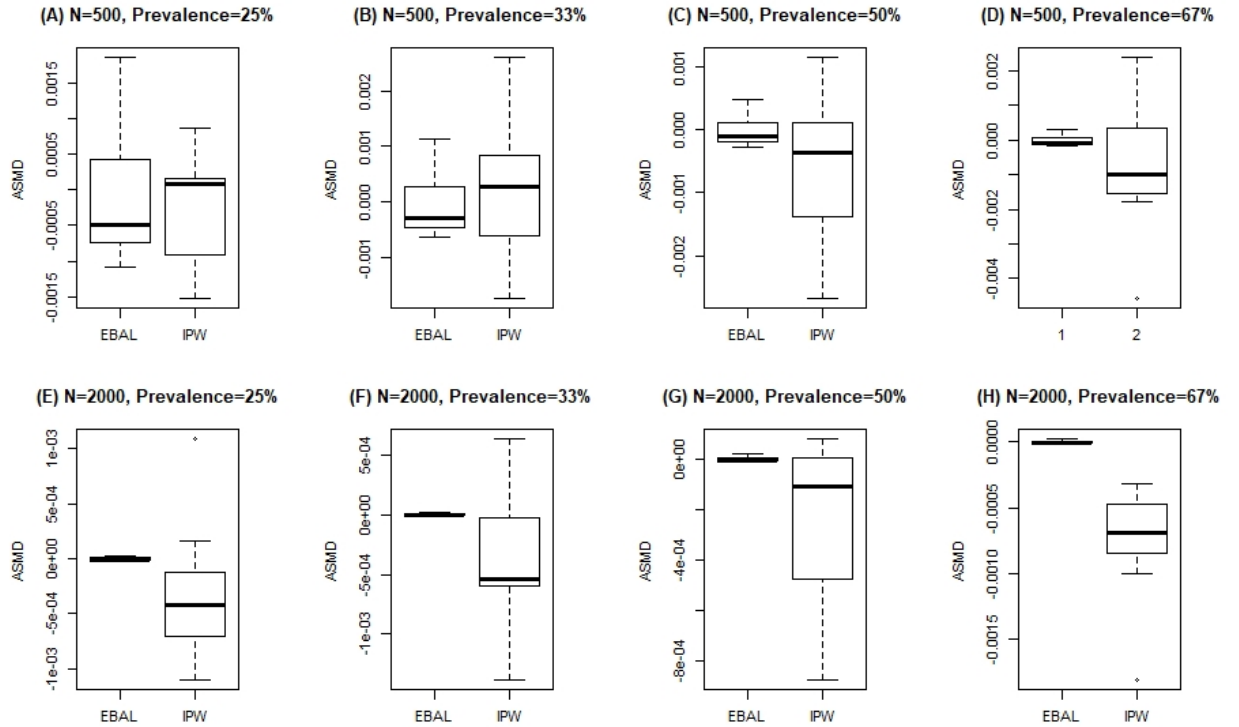 (A) N=500, Prevalence=25%
ASMD
0.0015
0.0005
-0.0005
-0.0015
EBAL IPW
(B) N=500, Prevalence=33%
ASMD
0.002
0.001
0.000
-0.001
EBAL IPW
(C) N=500, Prevalence=50%
ASMD
0.001
0.000
-0.001
-0.002
EBAL IPW
(D) N=500, Prevalence=67%
ASMD
0.002
0.000
-0.002
-0.004
1 2
(E) N=2000, Prevalence=25%
ASMD
1e-03
5e-04
0e+00
-5e-04
-1e-03
EBAL IPW
(F) N=2000, Prevalence=33%
ASMD
5e-04
0e+00
-5e-04
-1e-03
EBAL IPW
(G) N=2000, Prevalence=50%
ASMD
0e+00
-4e-04
-8e-04
EBAL IPW
(H) N=2000, Prevalence=67%
ASMD
0.0000
-0.0005
-0.0010
-0.0015
EBAL IPW